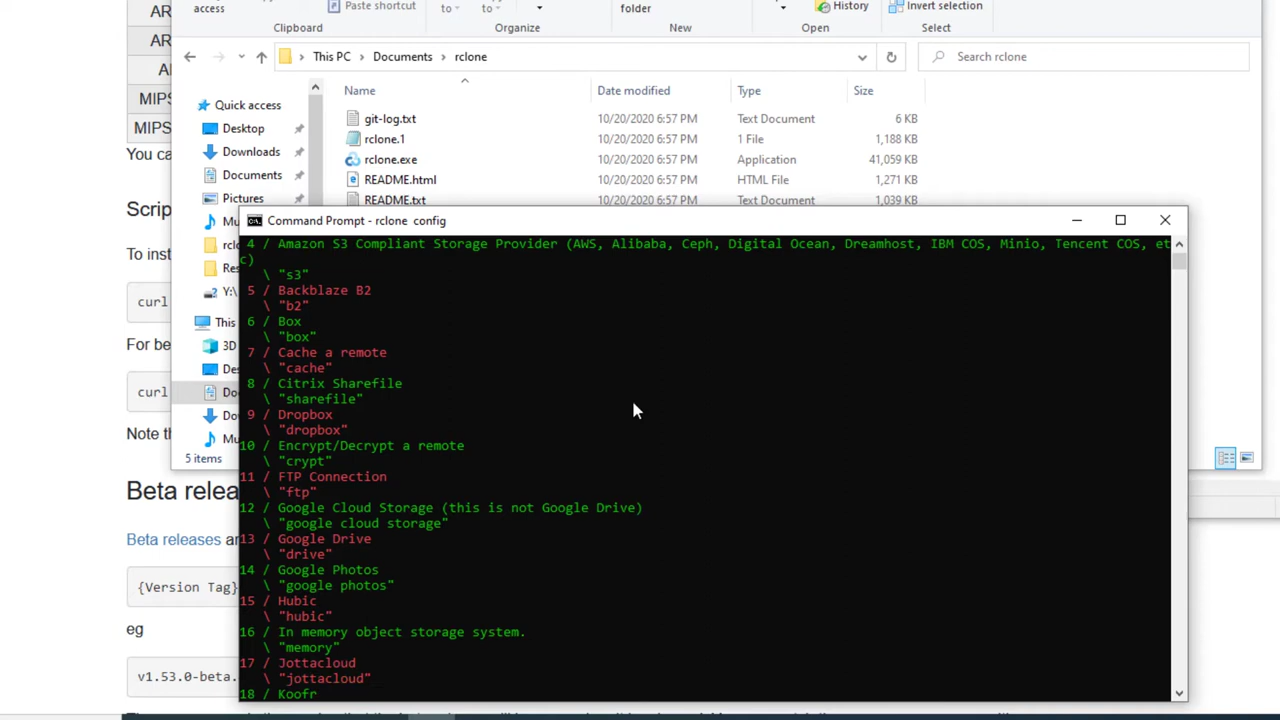 AR
AR
A
MIPS
MIPS
You ca
Scrip
To inst
curl
For be
curl
Note th
Beta relea
Beta releases an
{Version Tag}
eg
v1.53.0-beta.
access
Paste shortcut
to
to
folder
History
Invert selection
Clipboard
Organize
New
Open
Select
This PC > Documents > rclone
Search rclone
Name
Date modified
Type
Size
git-log.txt 10/20/2020 6:57 PM Text Document 6 KB
rclone.1 10/20/2020 6:57 PM 1 File 1,188 KB
rclone.exe 10/20/2020 6:57 PM Application 41,059 KB
README.html 10/20/2020 6:57 PM HTML File 1,271 KB
README.txt 10/20/2020 6:57 PM Text Document 1,039 KB
Quick access
Desktop
Downloads
Documents
Pictures
Mu
rclo
Res
Y:\
This
3D
Des
Doc
Dov
Mu
5 items
Command Prompt - rclone config
4 / Amazon S3 Compliant Storage Provider (AWS, Alibaba, Ceph, Digital Ocean, Dreamhost, IBM COS, Minio, Tencent COS, et
c)
\ "s3"
5 / Backblaze B2
\ "b2"
6 / Box
\ "box"
7 / Cache a remote
\ "cache"
8 / Citrix Sharefile
\ "sharefile"
9 / Dropbox
\ "dropbox"
10 / Encrypt/Decrypt a remote
\ "crypt"
11 / FTP Connection
\ "ftp"
12 / Google Cloud Storage (this is not Google Drive)
\ "google cloud storage"
13 / Google Drive
\ "drive"
14 / Google Photos
\ "google photos"
15 / Hubic
\ "hubic"
16 / In memory object storage system.
\ "memory"
17 / Jottacloud
\ "jottacloud"
18 / Koofr